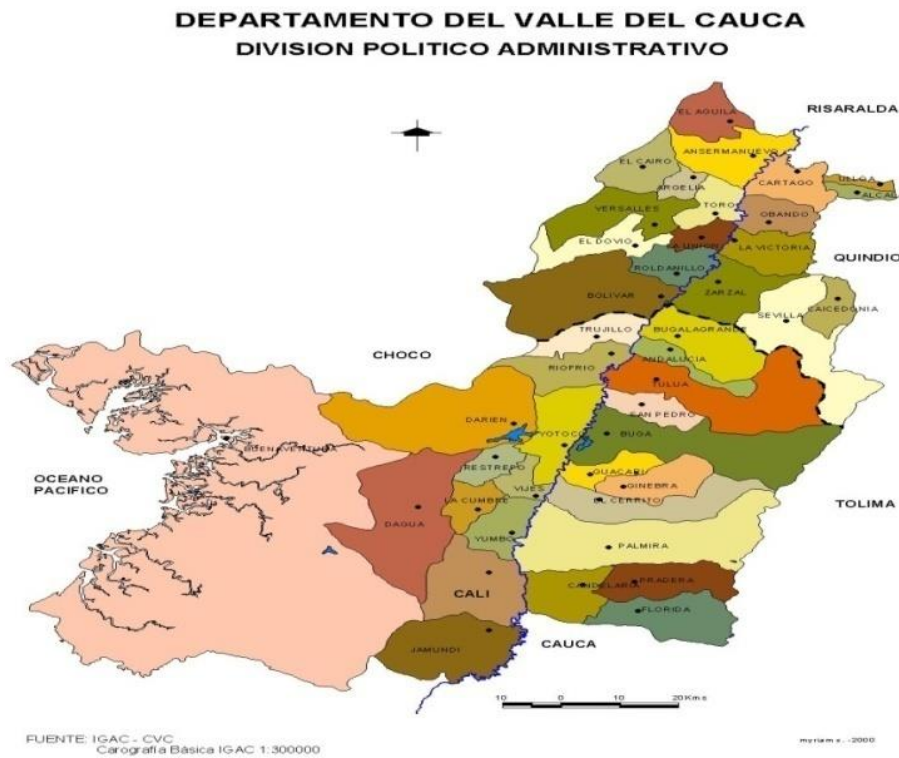 DEPARTAMENTO DEL VALLE DEL CAUCA
DIVISION POLITICO ADMINISTRATIVO
RISARALDA
EL AGUILA
ANSERMANUEVO
EL CAIRO
ARGELIA
CARTAGO
VERSALLES
TORO
OBANDO
EL DOVIO
LA UNION
LA VICTORIA
QUINDIO
ROLDANILLO
ZARZAL
BOLIVAR
CAICEDONIA
SEVILLA
TRUJILLO
BUGALAGRANDE
CHOCO
ANDALUCIA
RIOFRIO
TULUA
SAN PEDRO
DARIEN
YOTOCO
BUGA
BUENAVENTURA
RESTREPO
OCEANO
PACIFICO
GUACARI
GINEBRA
VIJES
LA CUMBRE
EL CERRITO
TOLIMA
DAGUA
YUMBO
PALMIRA
CANDELARIA
PRADERA
CALI
FLORIDA
CAUCA
JAMUNDI
10 0 10 20 Kms
FUENTE: IGAC - CVC
Carografia Básica IGAC 1:300000